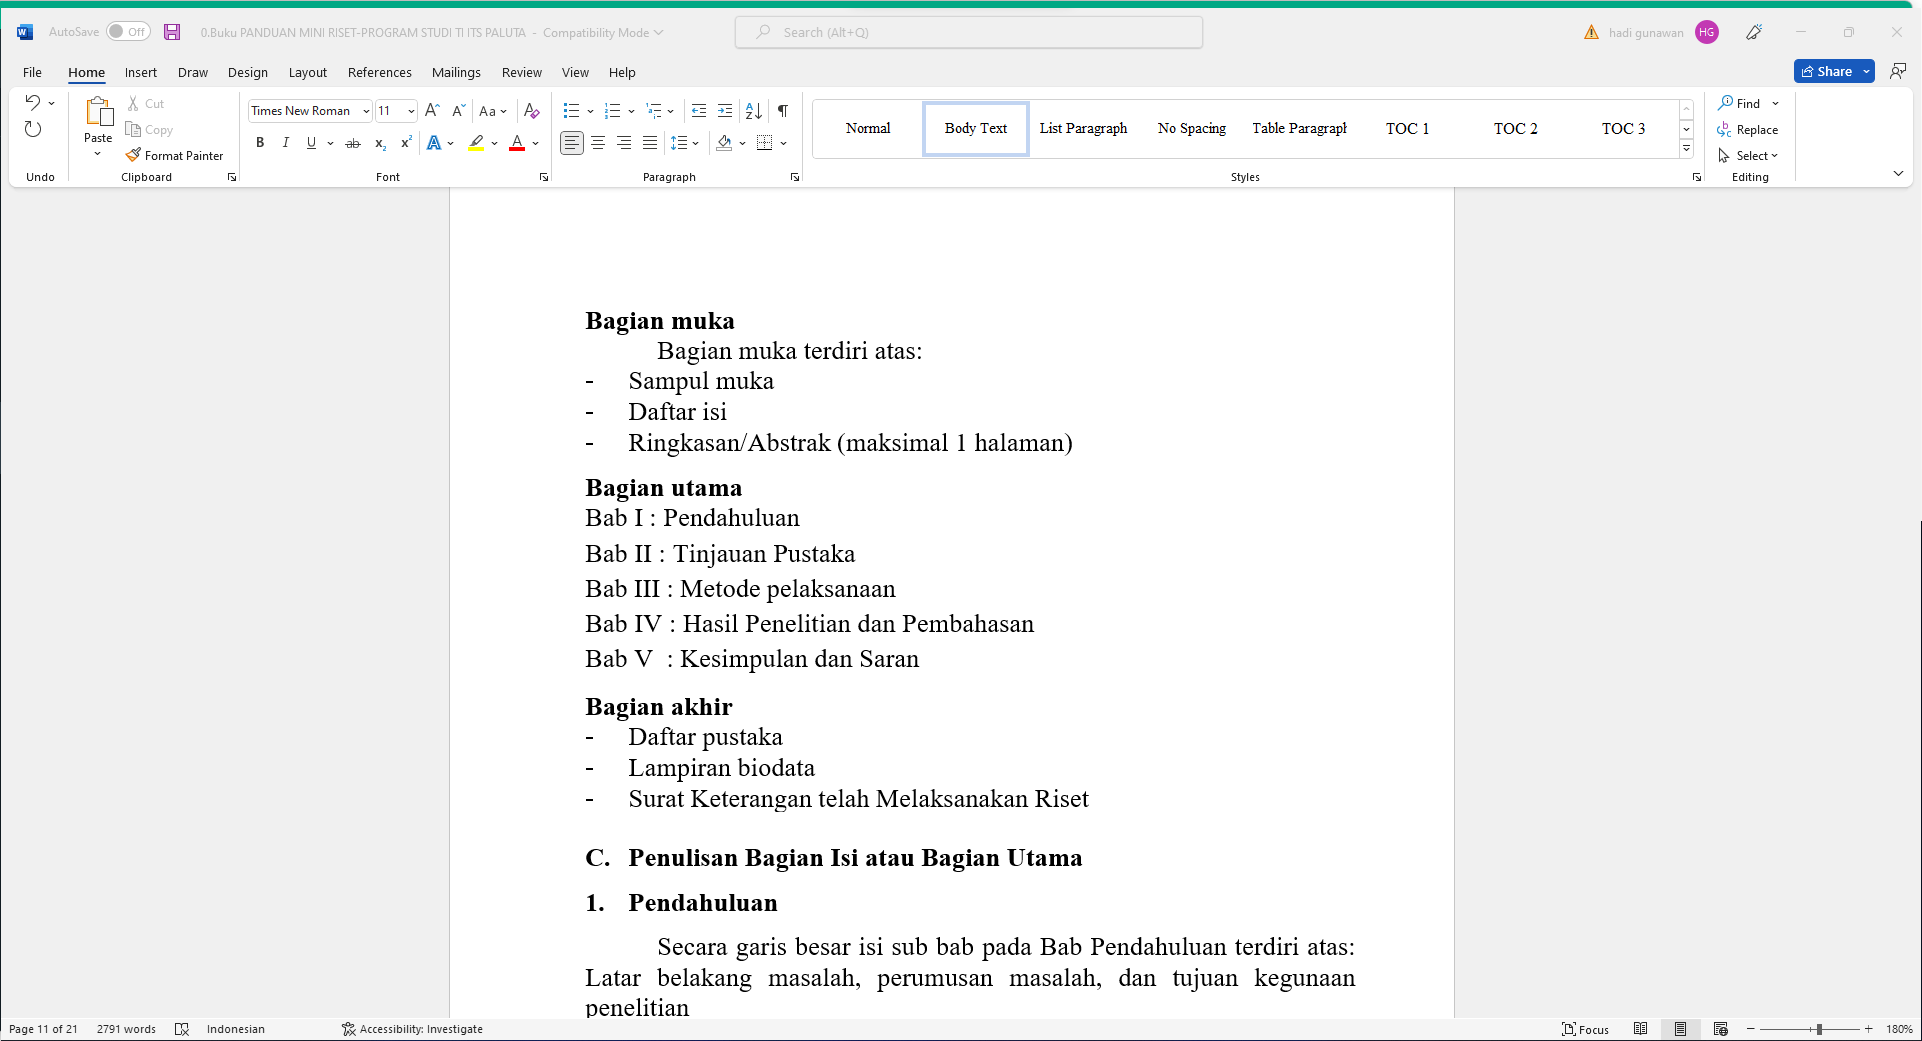 AutoSave Off 0.Buku PANDUAN MINI RISET-PROGRAM STUDI TI ITS PALUTA - Compatibility Mode Search (Alt+Q) hadi gunawan HG
File Home Insert Draw Design Layout References Mailings Review View Help Share
Paste
Cut
Copy
Format Painter
Times New Roman 11
Normal Body Text List Paragraph No Spacing Table Paragraph TOC 1 TOC 2 TOC 3
Find
Replace
Select
Undo Clipboard Font Paragraph Styles Editing
Bagian muka
Bagian muka terdiri atas:
- Sampul muka
- Daftar isi
- Ringkasan/Abstrak (maksimal 1 halaman)
Bagian utama
Bab I : Pendahuluan
Bab II : Tinjauan Pustaka
Bab III : Metode pelaksanaan
Bab IV : Hasil Penelitian dan Pembahasan
Bab V : Kesimpulan dan Saran
Bagian akhir
- Daftar pustaka
- Lampiran biodata
- Surat Keterangan telah Melaksanakan Riset
C. Penulisan Bagian Isi atau Bagian Utama
1. Pendahuluan
Secara garis besar isi sub bab pada Bab Pendahuluan terdiri atas:
Latar belakang masalah, perumusan masalah, dan tujuan kegunaan
penelitian
Page 11 of 21 2791 words Indonesian Accessibility: Investigate Focus 180%